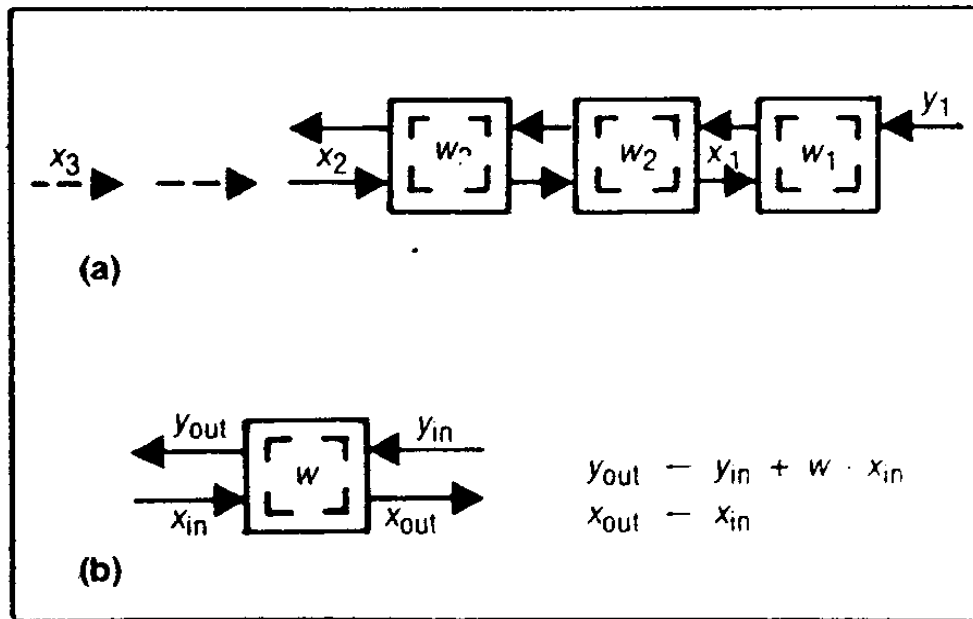 y1
x3 x2 w2 x1 w1
(a)
yout yin
w
xin xout
yout – yin + w · xin
xout – xin
(b)